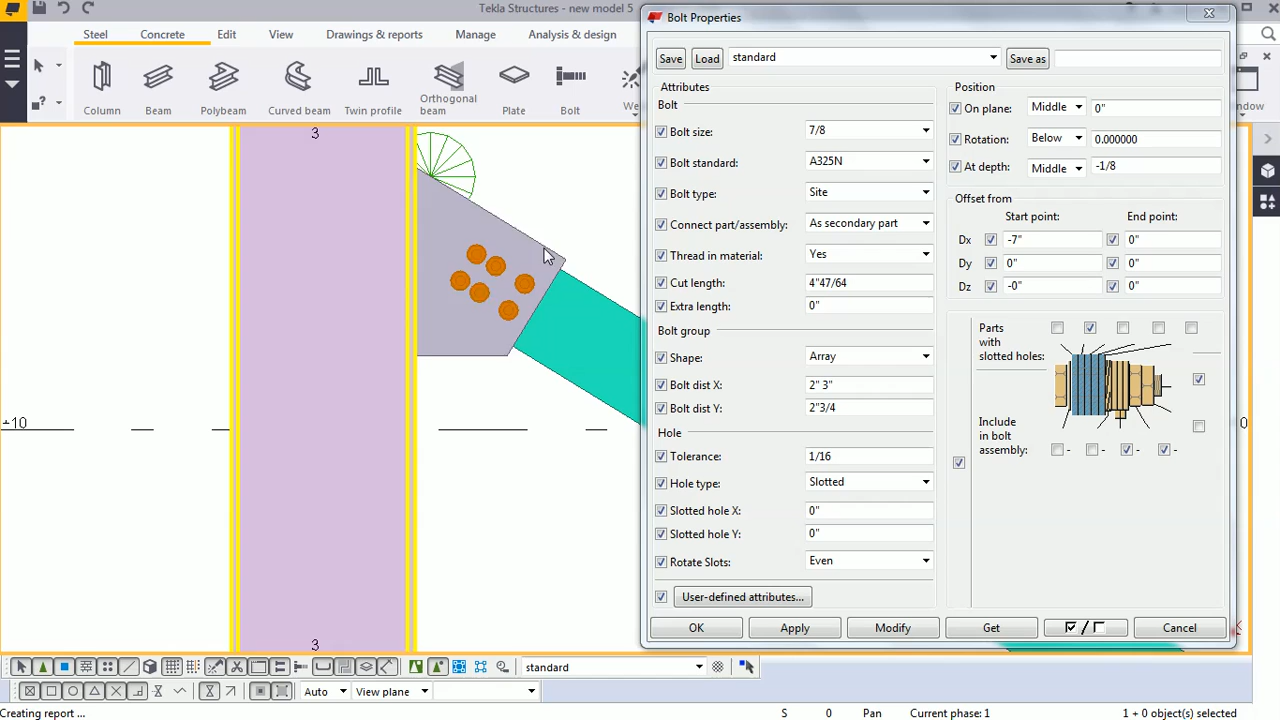 Tekla Structures - new model 5
Steel
Concrete
Edit
View
Drawings & reports
Manage
Analysis & design
Column
Beam
Polybeam
Curved beam
Twin profile
Orthogonal
beam
Plate
Bolt
We
ndow
3
3
+10
0
Bolt Properties
Save
Load
standard
Save as
Attributes
Bolt
Bolt size:
7/8
Bolt standard:
A325N
Bolt type:
Site
Connect part/assembly:
As secondary part
Thread in material:
Yes
Cut length:
4"47/64
Extra length:
0"
Bolt group
Shape:
Array
Bolt dist X:
2" 3"
Bolt dist Y:
2"3/4
Hole
Tolerance:
1/16
Hole type:
Slotted
Slotted hole X:
0"
Slotted hole Y:
0"
Rotate Slots:
Even
User-defined attributes...
Position
On plane:
Middle
0"
Rotation:
Below
0.000000
At depth:
Middle
-1/8
Offset from
Start point:
End point:
Dx
-7"
0"
Dy
0"
0"
Dz
-0"
0"
Parts
with
slotted holes:
Include
in bolt
assembly:
- - - -
OK
Apply
Modify
Get
/
Cancel
standard
Auto
View plane
Creating report ...
S
0
Pan
Current phase: 1
1 + 0 object(s) selected